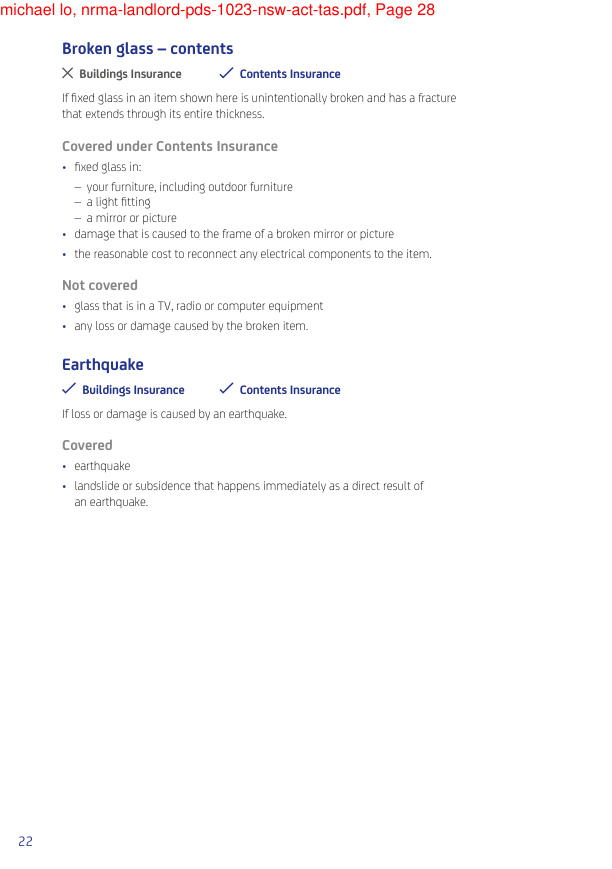 michael lo, nrma-landlord-pds-1023-nsw-act-tas.pdf, Page 28
Broken glass – contents
Buildings Insurance Contents Insurance
If fixed glass in an item shown here is unintentionally broken and has a fracture
that extends through its entire thickness.
Covered under Contents Insurance
• fixed glass in:
– your furniture, including outdoor furniture
– a light fitting
– a mirror or picture
• damage that is caused to the frame of a broken mirror or picture
• the reasonable cost to reconnect any electrical components to the item.
Not covered
• glass that is in a TV, radio or computer equipment
• any loss or damage caused by the broken item.
Earthquake
Buildings Insurance Contents Insurance
If loss or damage is caused by an earthquake.
Covered
• earthquake
• landslide or subsidence that happens immediately as a direct result of
an earthquake.
22